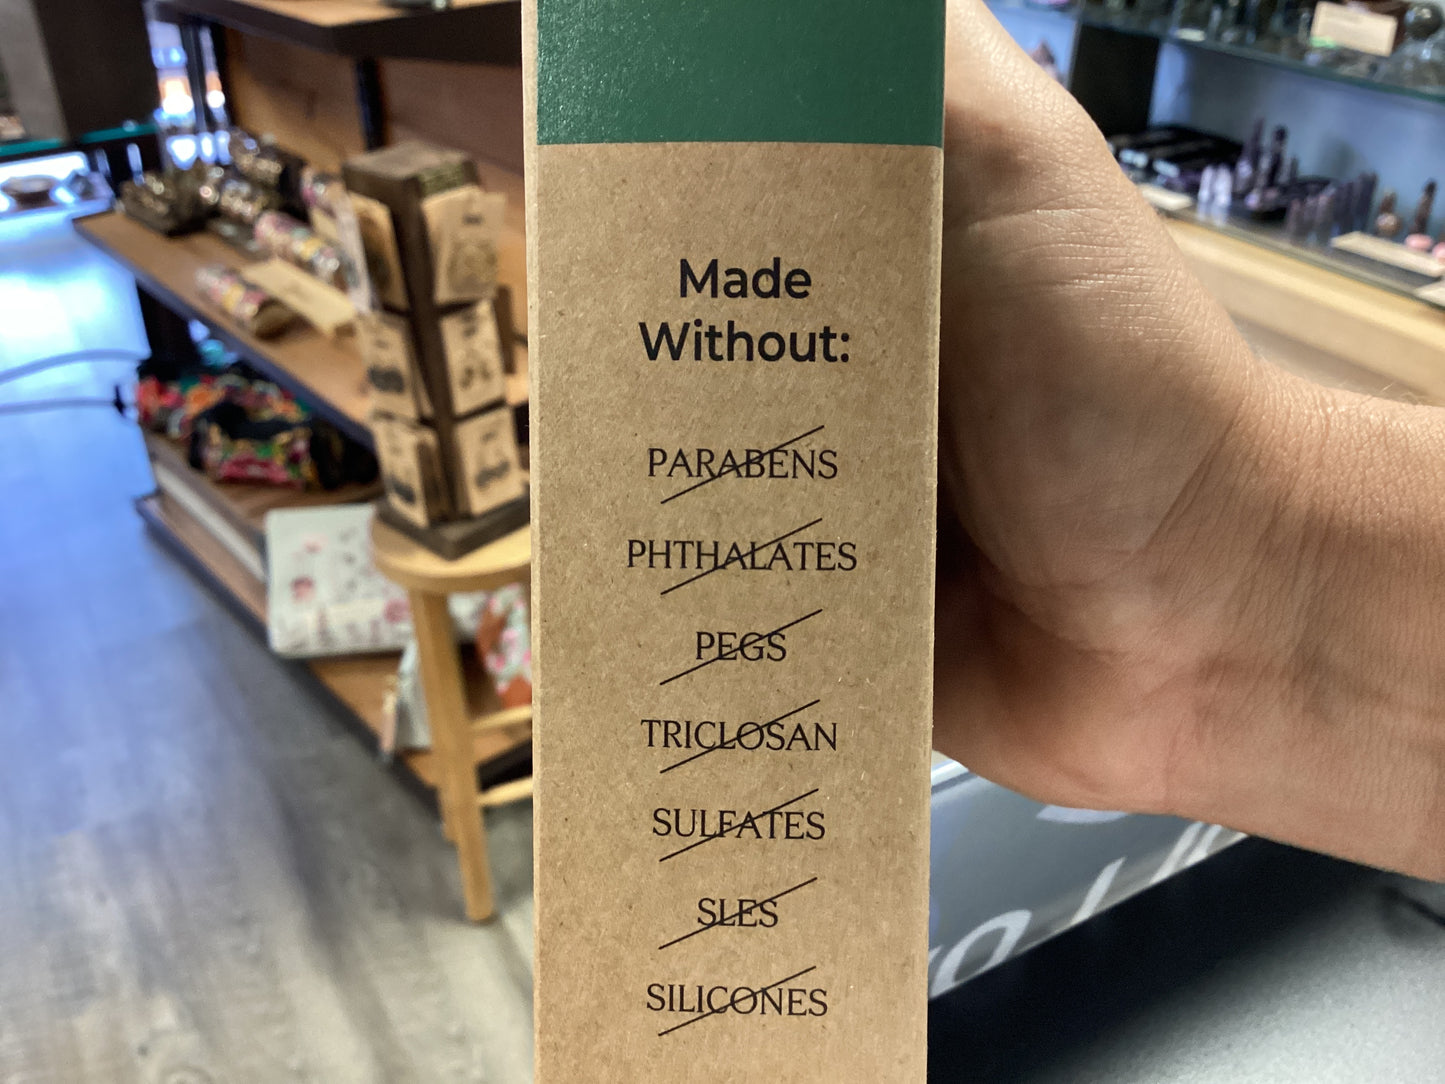 Made
Without:
PARABENS
PHTHALATES
PEGS
TRICLOSAN
SULFATES
SLES
SILICONES